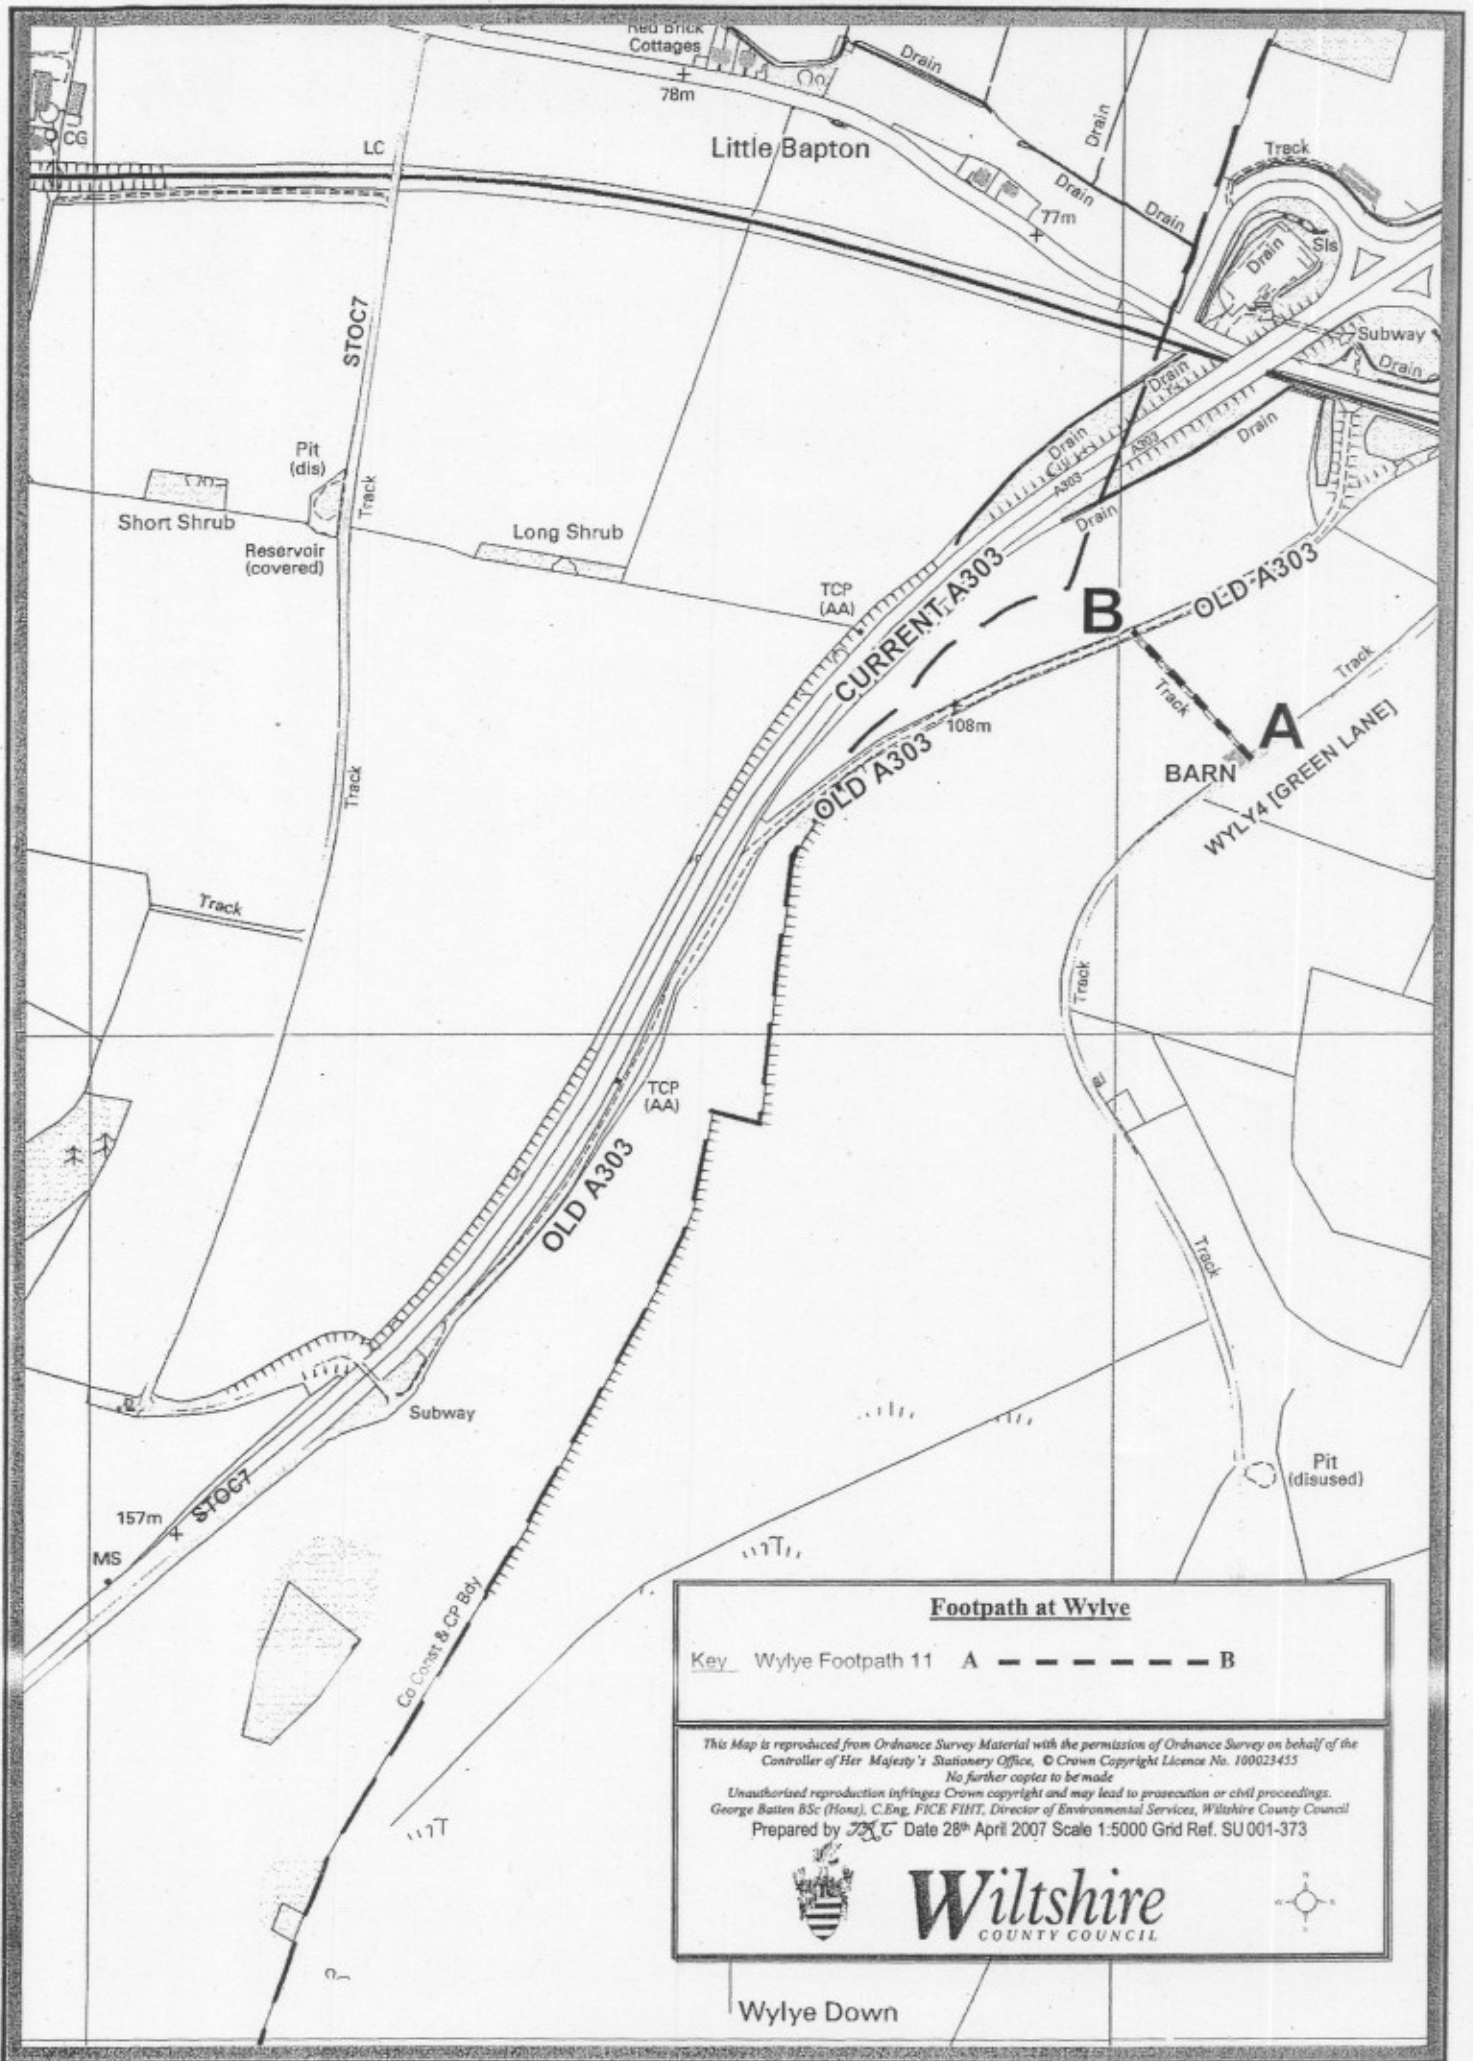 Red Brick
Cottages
Drain
78m
CG
LC
Little Bapton
Drain
Track
Drain
Drain
77m
Drain
Sls
STOC7
Subway
Drain
Drain
Pit
(dis)
Drain
A303
Drain
Track
A303
Short Shrub
Long Shrub
Drain
Reservoir
(covered)
TCP
(AA)
CURRENT A303
B
OLD A303
Track
Track
108m
A
OLD A303
BARN
WYLY4 [GREEN LANE]
Track
Track
Track
TCP
(AA)
OLD A303
Track
Subway
STOC7
157m
MS
Pit
(disused)
Co Const & CP Bdy
Footpath at Wylye
Key Wylye Footpath 11 A B
This Map is reproduced from Ordnance Survey Material with the permission of Ordnance Survey on behalf of the
Controller of Her Majesty's Stationery Office, © Crown Copyright Licence No. 100023455
No further copies to be made
Unauthorised reproduction infringes Crown copyright and may lead to prosecution or civil proceedings.
George Batten BSc (Hons), C.Eng, FICE FIHT, Director of Environmental Services, Wiltshire County Council
Prepared by Date 28th April 2007 Scale 1:5000 Grid Ref. SU 001-373
Wiltshire
COUNTY COUNCIL
Wylye Down